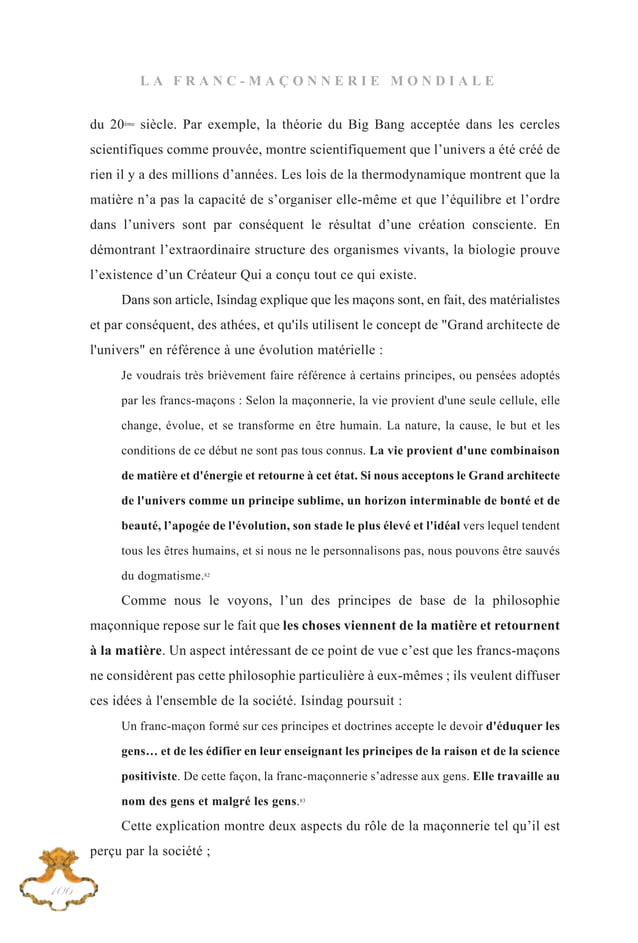 LA FRANC-MAÇONNERIE MONDIALE
du 20ème siècle. Par exemple, la théorie du Big Bang acceptée dans les cercles
scientifiques comme prouvée, montre scientifiquement que l’univers a été créé de
rien il y a des millions d’années. Les lois de la thermodynamique montrent que la
matière n’a pas la capacité de s’organiser elle-même et que l’équilibre et l’ordre
dans l’univers sont par conséquent le résultat d’une création consciente. En
démontrant l’extraordinaire structure des organismes vivants, la biologie prouve
l’existence d’un Créateur Qui a conçu tout ce qui existe.
Dans son article, Isindag explique que les maçons sont, en fait, des matérialistes
et par conséquent, des athées, et qu'ils utilisent le concept de "Grand architecte de
l'univers" en référence à une évolution matérielle :
Je voudrais très brièvement faire référence à certains principes, ou pensées adoptés
par les francs-maçons : Selon la maçonnerie, la vie provient d'une seule cellule, elle
change, évolue, et se transforme en être humain. La nature, la cause, le but et les
conditions de ce début ne sont pas tous connus. La vie provient d'une combinaison
de matière et d'énergie et retourne à cet état. Si nous acceptons le Grand architecte
de l'univers comme un principe sublime, un horizon interminable de bonté et de
beauté, l’apogée de l'évolution, son stade le plus élevé et l'idéal vers lequel tendent
tous les êtres humains, et si nous ne le personnalisons pas, nous pouvons être sauvés
du dogmatisme.82
Comme nous le voyons, l’un des principes de base de la philosophie
maçonnique repose sur le fait que les choses viennent de la matière et retournent
à la matière. Un aspect intéressant de ce point de vue c’est que les francs-maçons
ne considèrent pas cette philosophie particulière à eux-mêmes ; ils veulent diffuser
ces idées à l'ensemble de la société. Isindag poursuit :
Un franc-maçon formé sur ces principes et doctrines accepte le devoir d'éduquer les
gens… et de les édifier en leur enseignant les principes de la raison et de la science
positiviste. De cette façon, la franc-maçonnerie s’adresse aux gens. Elle travaille au
nom des gens et malgré les gens.83
Cette explication montre deux aspects du rôle de la maçonnerie tel qu’il est
perçu par la société ;
106